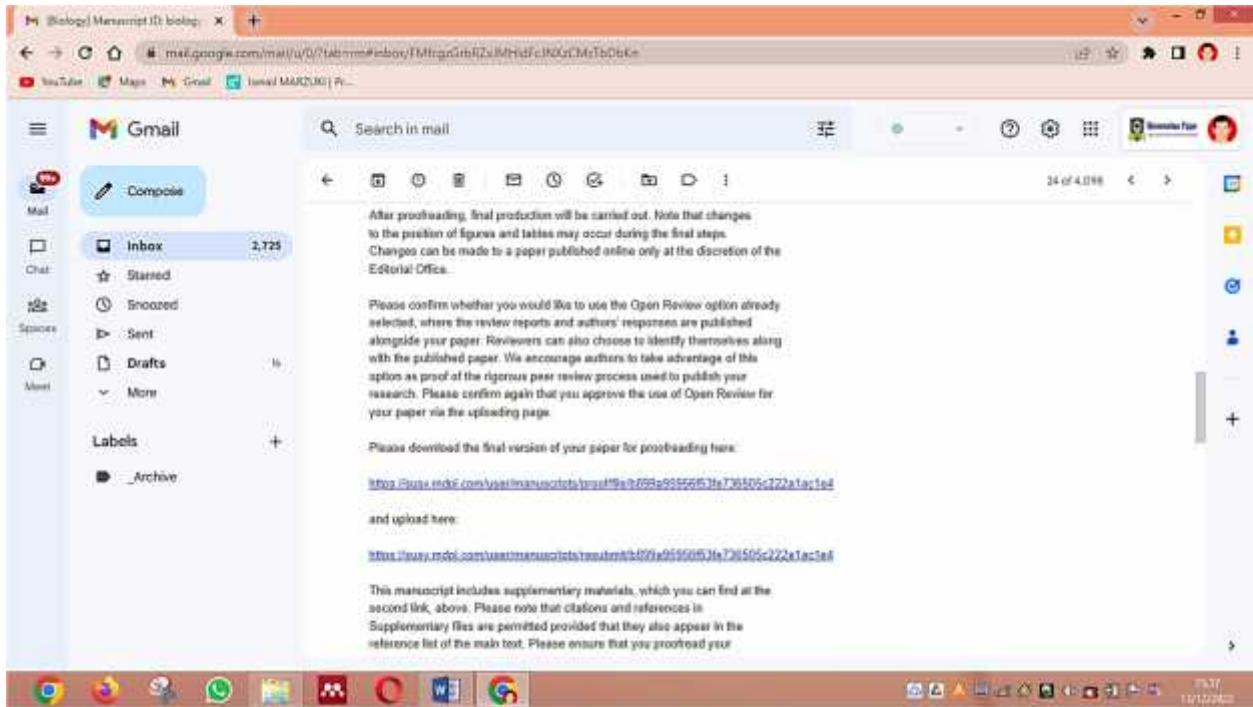 [Biology] Manuscript ID: biology
YouTube
Maps
Gmail
Ismail MARZUKI | Pr...
Gmail
Search in mail
99+
Mail
Compose
24 of 4,098
Chat
Inbox 2,725
Starred
Snoozed
Spaces
Sent
Drafts
Meet
More
Labels
_Archive
After proofreading, final production will be carried out. Note that changes
to the position of figures and tables may occur during the final steps.
Changes can be made to a paper published online only at the discretion of the
Editorial Office.
Please confirm whether you would like to use the Open Review option already
selected, where the review reports and authors' responses are published
alongside your paper. Reviewers can also choose to identify themselves along
with the published paper. We encourage authors to take advantage of this
option as proof of the rigorous peer review process used to publish your
research. Please confirm again that you approve the use of Open Review for
your paper via the uploading page.
Please download the final version of your paper for proofreading here:
and upload here:
This manuscript includes supplementary materials, which you can find at the
second link, above. Please note that citations and references in
Supplementary files are permitted provided that they also appear in the
reference list of the main text. Please ensure that you proofread your